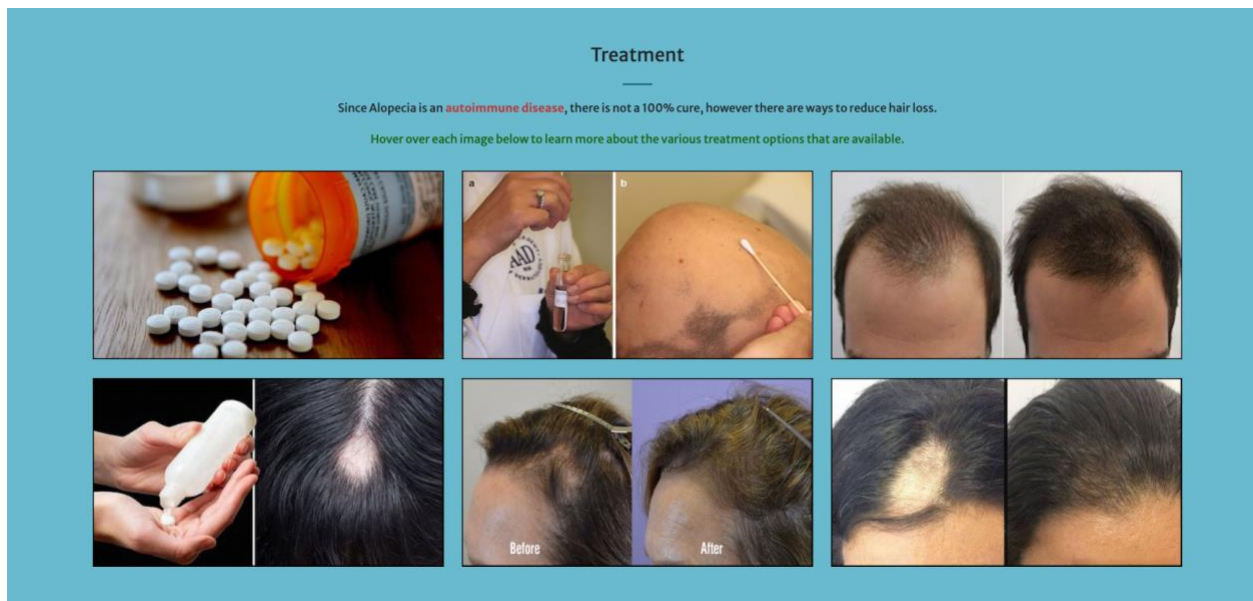 Treatment
Since Alopecia is an autoimmune disease, there is not a 100% cure, however there are ways to reduce hair loss.
Hover over each image below to learn more about the various treatment options that are available.
a
b
AAD
Before
After